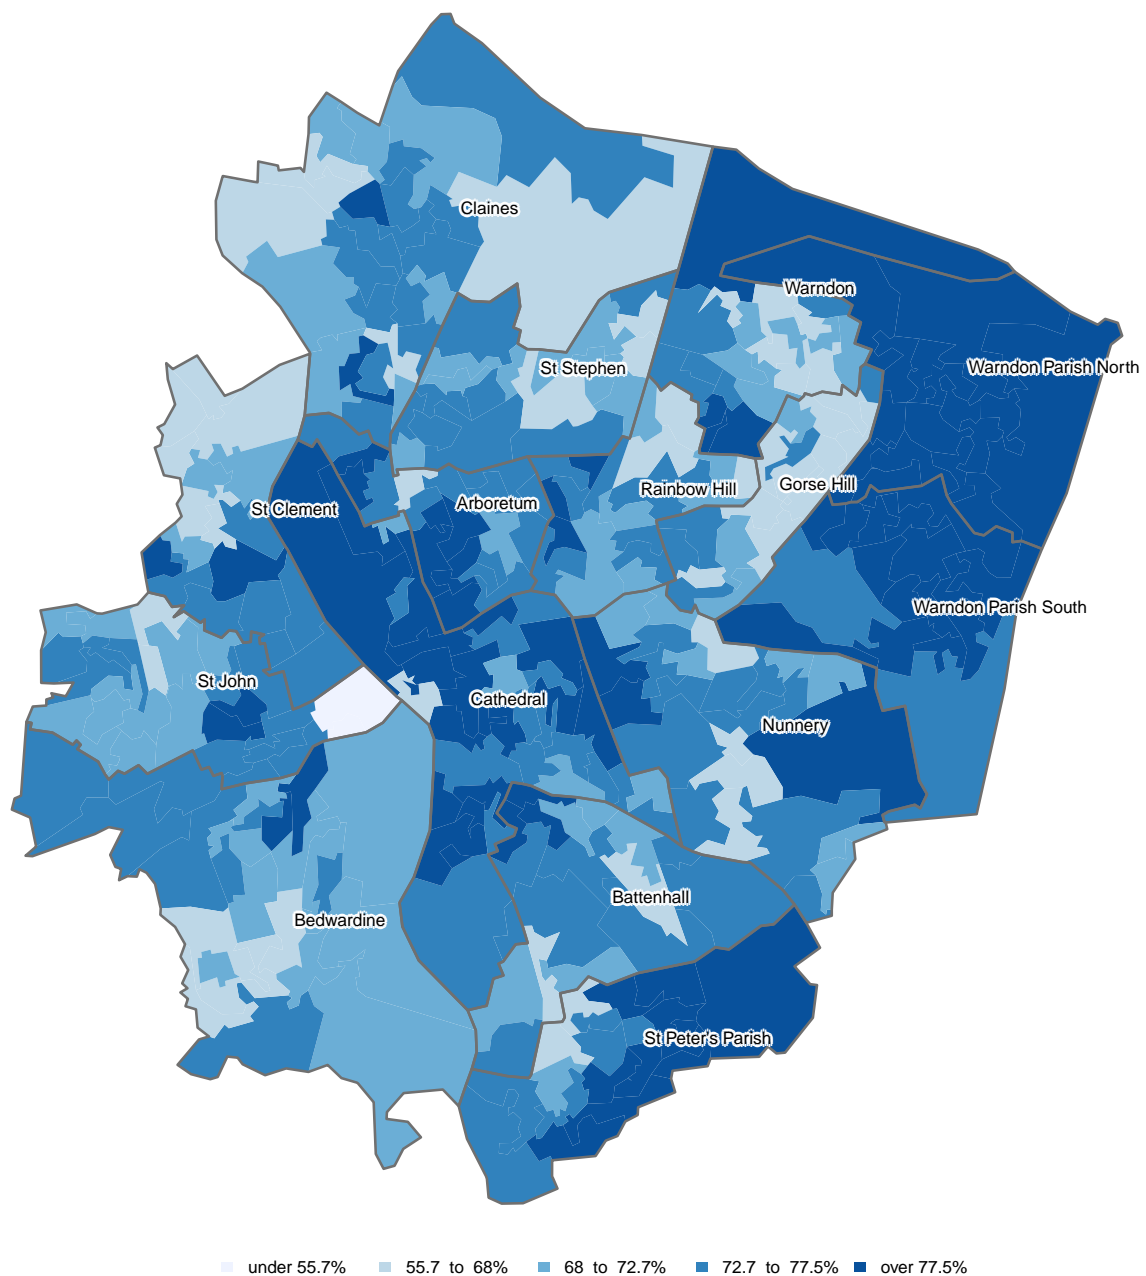 Claines
Warndon
Warndon Parish North
St Stephen
Rainbow Hill
Gorse Hill
Arboretum
St Clement
Warndon Parish South
St John
Cathedral
Nunnery
Battenhall
Bedwardine
St Peter's Parish
under 55.7% 55.7 to 68% 68 to 72.7% 72.7 to 77.5% over 77.5%